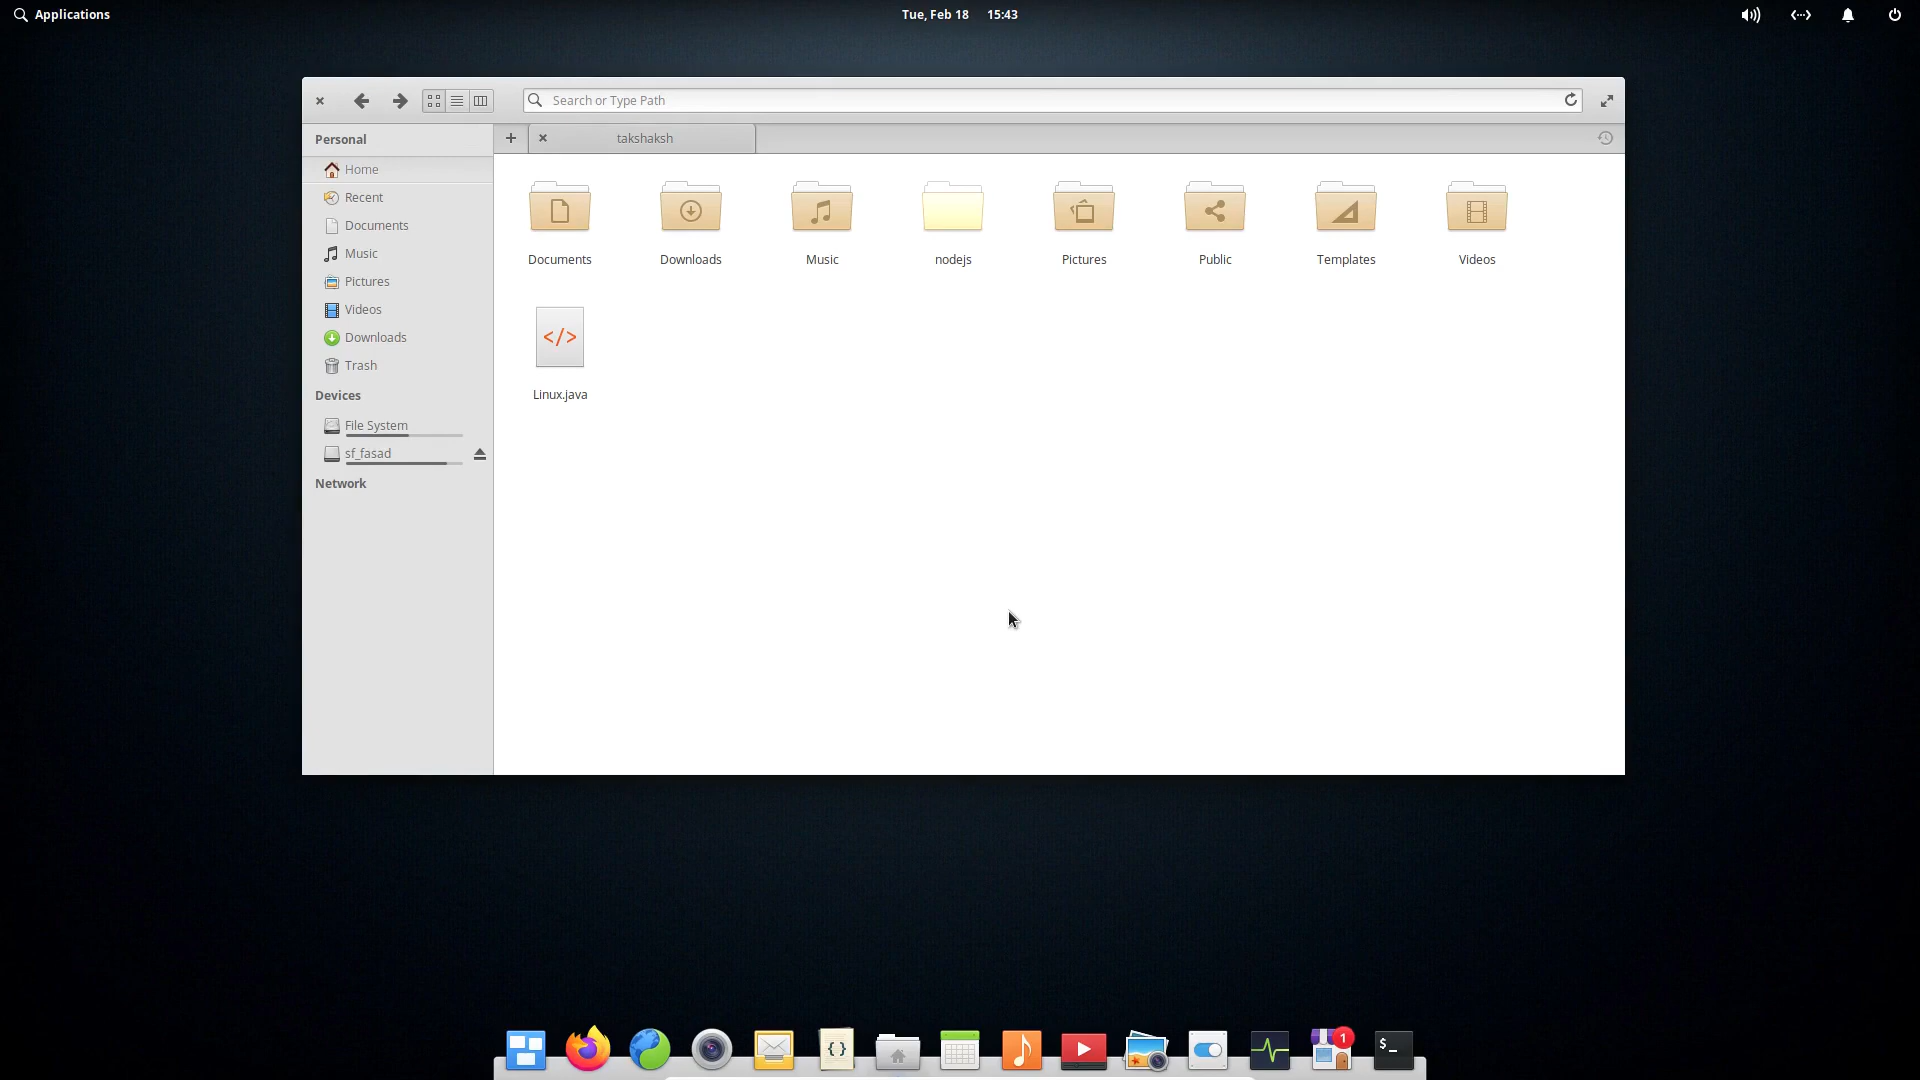 Applications
Tue, Feb 18 15:43
Search or Type Path
Personal
takshaksh
Home
Recent
Documents
Music
Pictures
Videos
Downloads
Trash
Devices
File System
sf_fasad
Network
Documents
Downloads
Music
nodejs
Pictures
Public
Templates
Videos
</>
Linux.java
{}
1
$_